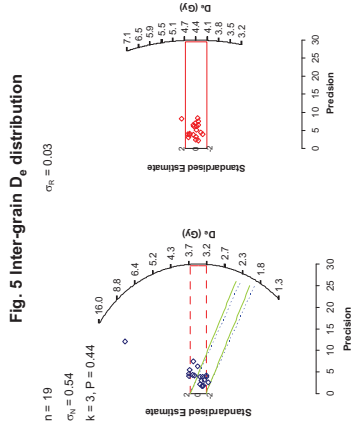 Fig. 5 Inter-grain De distribution
n = 19
σN = 0.54
k = 3, P = 0.44
σR = 0.03
16.0
8.8
6.4
5.2
4.3
3.7
3.2
2.7
2.3
1.8
1.3
De (Gy)
Standardised Estimate
2
0
-2
0 5 10 15 20 25 30
Precision
7.1
6.5
5.9
5.1
4.7
4.4
4.1
3.8
3.6
3.2
De (Gy)
Standardised Estimate
2
0
-2
0 5 10 15 20 25 30
Precision